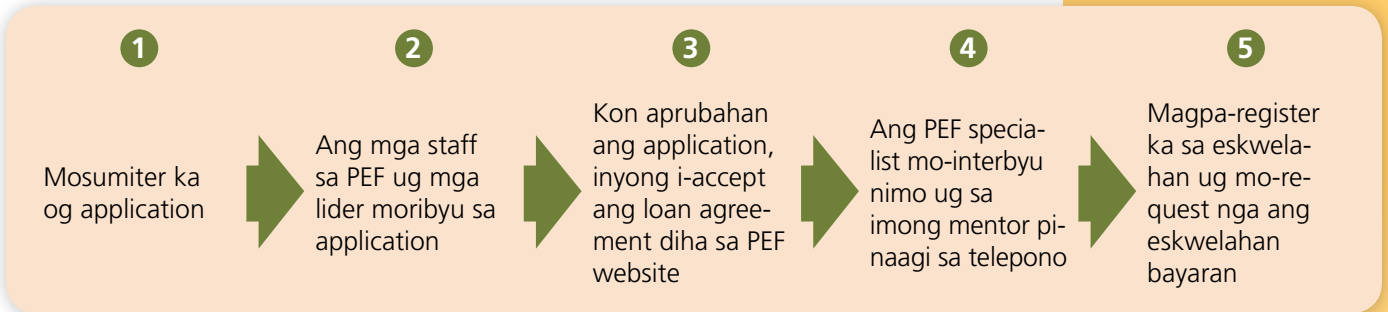 1
Mosumiter ka
og application
2
Ang mga staff
sa PEF ug mga
lider moribyu sa
application
3
Kon aprubahan
ang application,
inyong i-accept
ang loan agree-
ment diha sa PEF
website
4
Ang PEF specia-
list mo-interbyu
nimo ug sa
imong mentor pi-
naagi sa telepono
5
Magpa-register
ka sa eskwela-
han ug mo-re-
quest nga ang
eskwelahan
bayaran